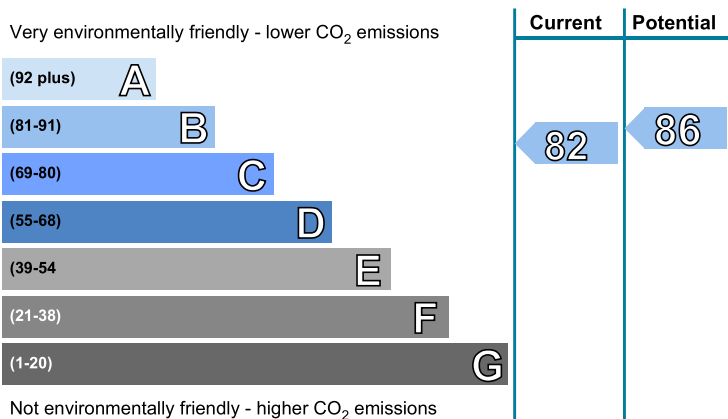 Current Potential
Very environmentally friendly - lower CO2 emissions
(92 plus) A
(81-91) B
82 86
(69-80) C
(55-68) D
(39-54 E
(21-38) F
(1-20) G
Not environmentally friendly - higher CO2 emissions